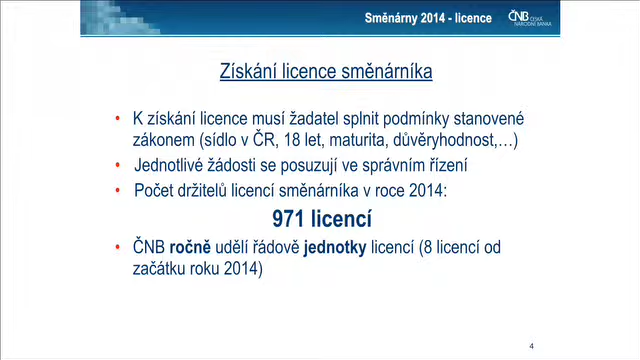 Směnárny 2014 - licence
ČNB ČESKÁ
NÁRODNÍ BANKA
Získání licence směnárníka
• K získání licence musí žadatel splnit podmínky stanovené
zákonem (sídlo v ČR, 18 let, maturita, důvěryhodnost,…)
• Jednotlivé žádosti se posuzují ve správním řízení
• Počet držitelů licencí směnárníka v roce 2014:
971 licencí
• ČNB ročně udělí řádově jednotky licencí (8 licencí od
začátku roku 2014)
4